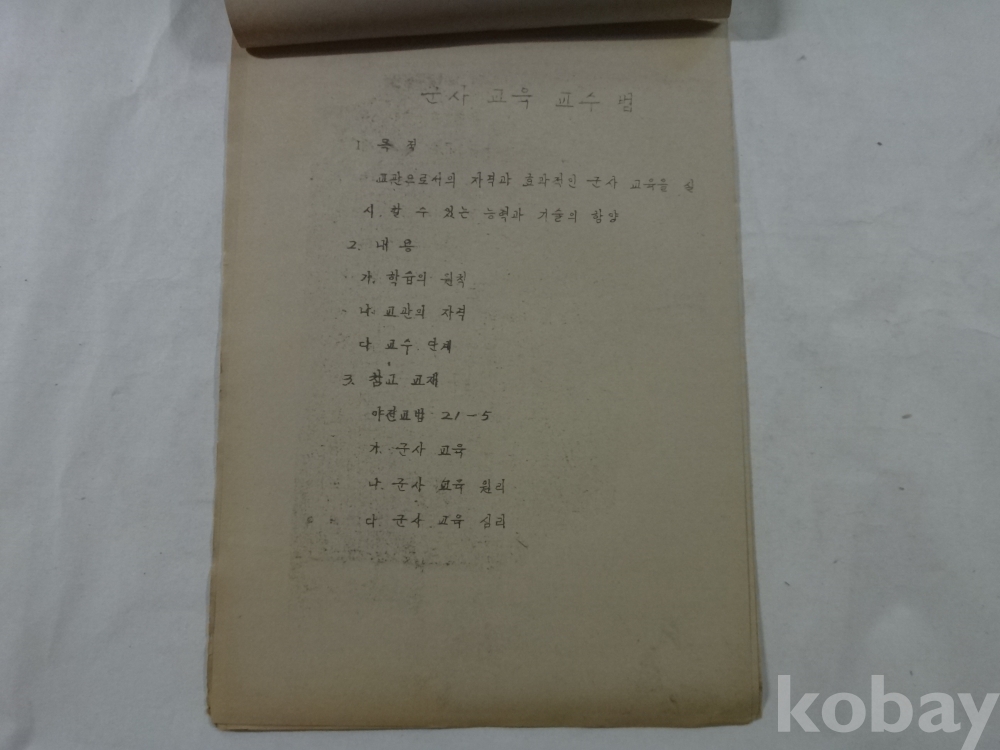 군사 교육 교수 법
1. 목 적
교관으로서의 자격과 효과적인 군사 교육을 실
시. 할 수 있는 능력과 기술의 함양
2. 내 용
가. 학습의 원칙
나. 교관의 자격
다. 교수 단계
3. 참고 교재
야전교범 21-5
가. 군사 교육
나. 군사 교육 원리
다. 군사 교육 심리
kobay